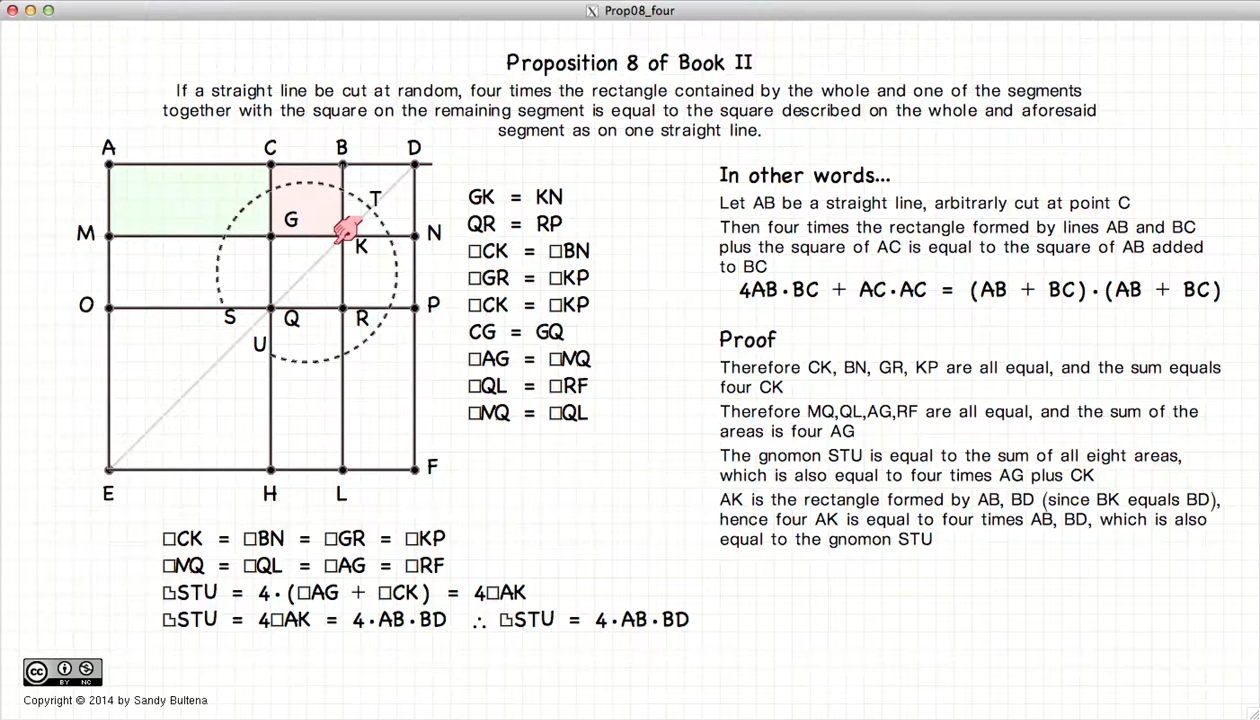 Prop08_four
Proposition 8 of Book II
If a straight line be cut at random, four times the rectangle contained by the whole and one of the segments
together with the square on the remaining segment is equal to the square described on the whole and aforesaid
segment as on one straight line.
A C B D
T
G
M N
K
O P
S Q R
U
F
E H L
GK = KN
QR = RP
□CK = □BN
□GR = □KP
□CK = □KP
CG = GQ
□AG = □MQ
□QL = □RF
□MQ = □QL
In other words...
Let AB be a straight line, arbitrarly cut at point C
Then four times the rectangle formed by lines AB and BC
plus the square of AC is equal to the square of AB added
to BC
4AB·BC + AC·AC = (AB + BC)·(AB + BC)
Proof
Therefore CK, BN, GR, KP are all equal, and the sum equals
four CK
Therefore MQ,QL,AG,RF are all equal, and the sum of the
areas is four AG
The gnomon STU is equal to the sum of all eight areas,
which is also equal to four times AG plus CK
AK is the rectangle formed by AB, BD (since BK equals BD),
hence four AK is equal to four times AB, BD, which is also
equal to the gnomon STU
□CK = □BN = □GR = □KP
□MQ = □QL = □AG = □RF
⌙STU = 4·(□AG + □CK) = 4□AK
⌙STU = 4□AK = 4·AB·BD ∴ ⌙STU = 4·AB·BD
cc BY NC
Copyright © 2014 by Sandy Bultena